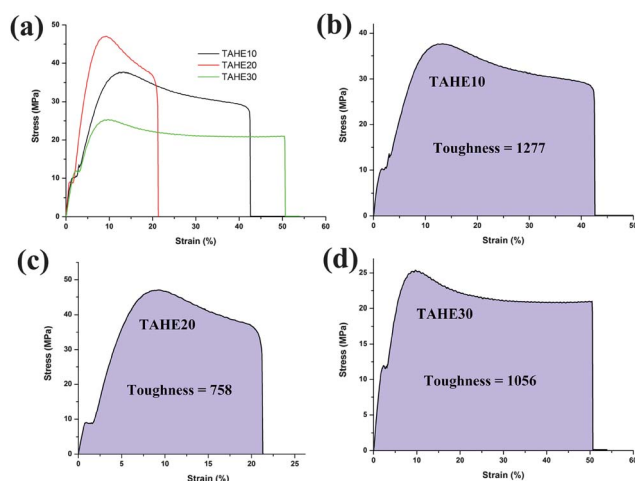 (a)
TAHE10
TAHE20
TAHE30
Stress (MPa)
50
40
30
20
10
0
0 10 20 30 40 50 60
Strain (%)
(b)
TAHE10
Toughness = 1277
Stress (MPa)
40
30
20
10
0
0 10 20 30 40 50
Strain (%)
(c)
TAHE20
Toughness = 758
Stress (MPa)
50
40
30
20
10
0
0 5 10 15 20 25
Strain (%)
(d)
TAHE30
Toughness = 1056
Stress (MPa)
25
20
15
10
5
0
0 10 20 30 40 50 60
Strain (%)